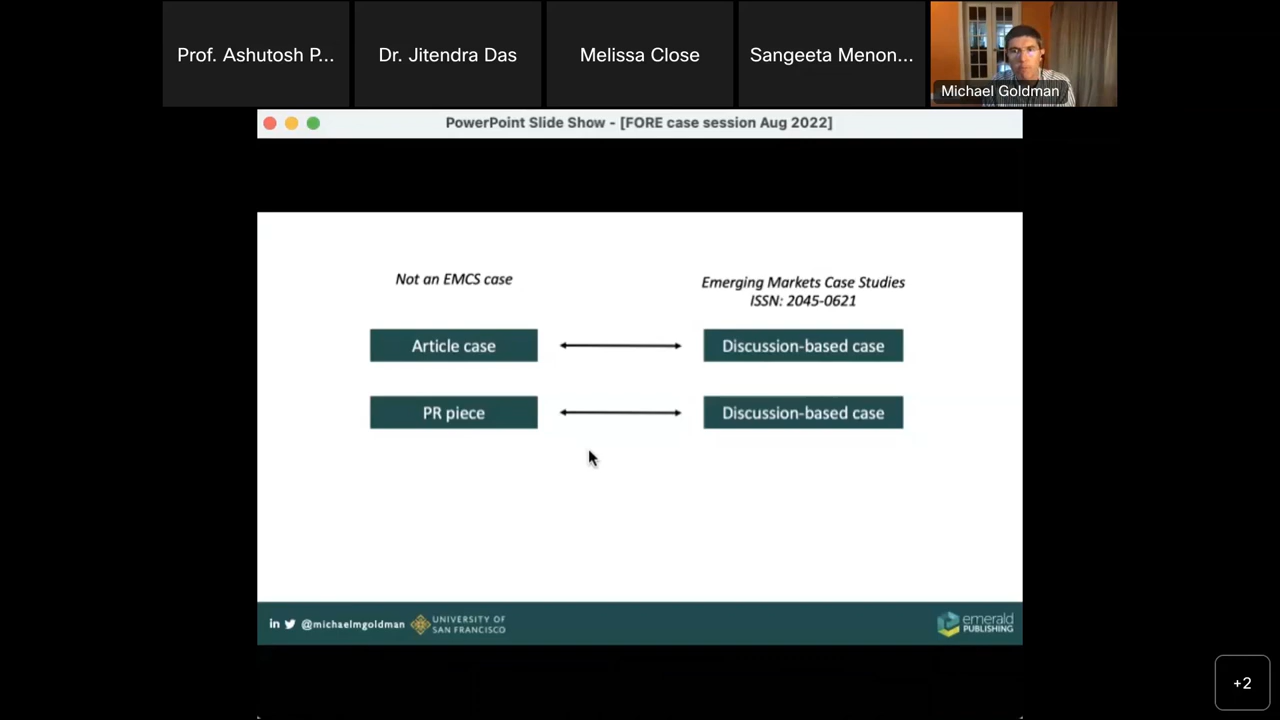 Prof. Ashutosh P...
Dr. Jitendra Das
Melissa Close
Sangeeta Menon...
Michael Goldman
PowerPoint Slide Show - [FORE case session Aug 2022]
Not an EMCS case
Emerging Markets Case Studies
ISSN: 2045-0621
Article case
Discussion-based case
PR piece
Discussion-based case
in @michaelmgoldman
UNIVERSITY OF
SAN FRANCISCO
emerald
PUBLISHING
+2